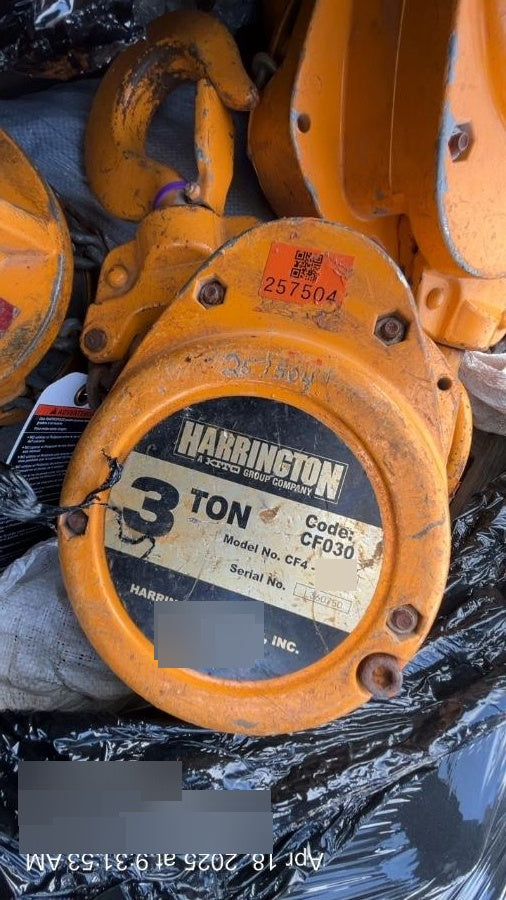 257504
257504
HARRINGTON
A KITO GROUP COMPANY
3 TON
Code:
CF030
Model No. CF4 -
Serial No.
, INC.
ADVERTENCIA
Apr 18, 2025 at 9:31:53 AM